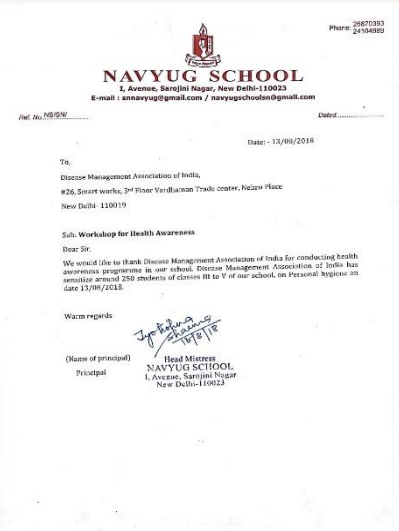 Phone: 26870393
24104989
NAVYUG SCHOOL
I, Avenue, Sarojini Nagar, New Delhi-110023
E-mail : snnavyug@gmail.com / navyugschoolsn@gmail.com
Ref. No. NS/SN/ Dated
Date: - 13/08/2018
To,
Disease Management Association of India,
#26, Smart works, 3rd Floor Vardhaman Trade center, Nehru Place
New Delhi- 110019
Sub: Workshop for Health Awareness
Dear Sir.
We would like to thank Disease Management Association of India for conducting health
awareness programme in our school. Disease Management Association of India has
sensitize around 250 students of classes III to V of our school, on Personal hygiene on
date 13/08/2018.
Warm regards
Sharma
16/8/18
(Name of principal) Head Mistress
Principal NAVYUG SCHOOL
I, Avenue, Sarojini Nagar
New Delhi-110023